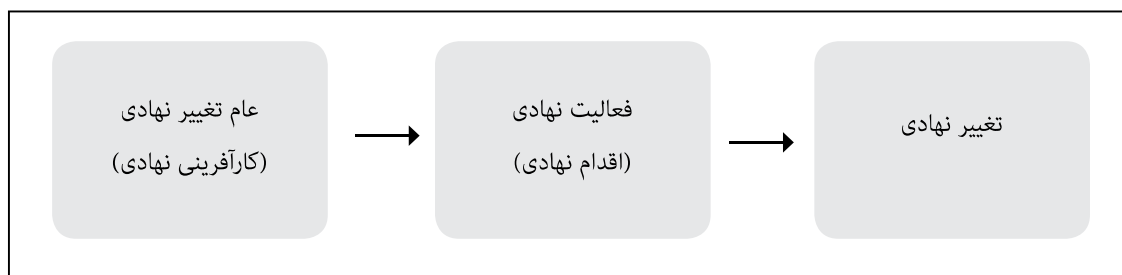 عام تغییر نهادی
(کارآفرینی نهادی)
فعالیت نهادی
(اقدام نهادی)
تغییر نهادی